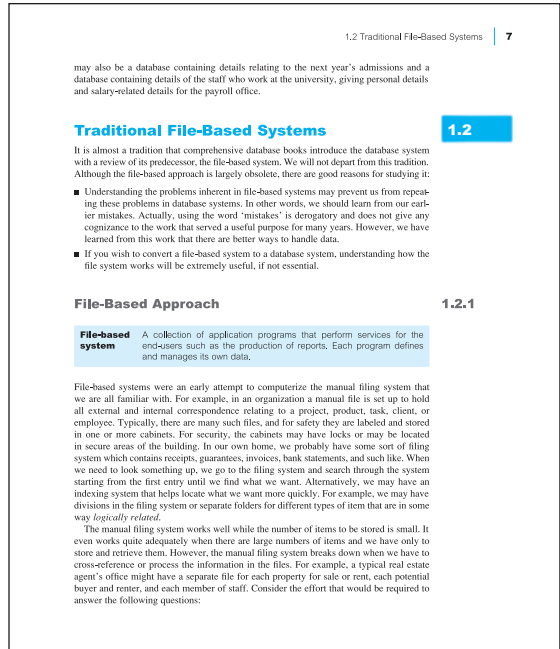 1.2 Traditional File-Based Systems | 7
may also be a database containing details relating to the next year's admissions and a
database containing details of the staff who work at the university, giving personal details
and salary-related details for the payroll office.
Traditional File-Based Systems 1.2
It is almost a tradition that comprehensive database books introduce the database system
with a review of its predecessor, the file-based system. We will not depart from this tradition.
Although the file-based approach is largely obsolete, there are good reasons for studying it:
■ Understanding the problems inherent in file-based systems may prevent us from repeat-
ing these problems in database systems. In other words, we should learn from our earl-
ier mistakes. Actually, using the word 'mistakes' is derogatory and does not give any
cognizance to the work that served a useful purpose for many years. However, we have
learned from this work that there are better ways to handle data.
■ If you wish to convert a file-based system to a database system, understanding how the
file system works will be extremely useful, if not essential.
File-Based Approach 1.2.1
File-based A collection of application programs that perform services for the
system end-users such as the production of reports. Each program defines
and manages its own data.
File-based systems were an early attempt to computerize the manual filing system that
we are all familiar with. For example, in an organization a manual file is set up to hold
all external and internal correspondence relating to a project, product, task, client, or
employee. Typically, there are many such files, and for safety they are labeled and stored
in one or more cabinets. For security, the cabinets may have locks or may be located
in secure areas of the building. In our own home, we probably have some sort of filing
system which contains receipts, guarantees, invoices, bank statements, and such like. When
we need to look something up, we go to the filing system and search through the system
starting from the first entry until we find what we want. Alternatively, we may have an
indexing system that helps locate what we want more quickly. For example, we may have
divisions in the filing system or separate folders for different types of item that are in some
way logically related.
The manual filing system works well while the number of items to be stored is small. It
even works quite adequately when there are large numbers of items and we have only to
store and retrieve them. However, the manual filing system breaks down when we have to
cross-reference or process the information in the files. For example, a typical real estate
agent's office might have a separate file for each property for sale or rent, each potential
buyer and renter, and each member of staff. Consider the effort that would be required to
answer the following questions: